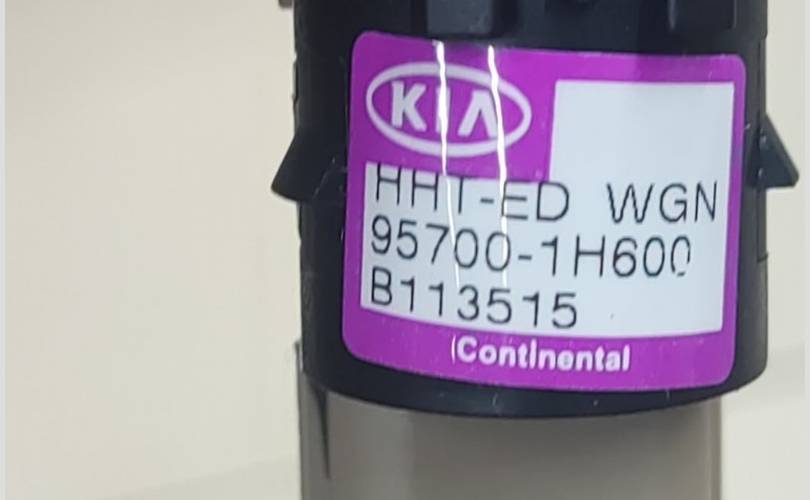 KIA
HHT-ED WGN
95700-1H600
B113515
Continental